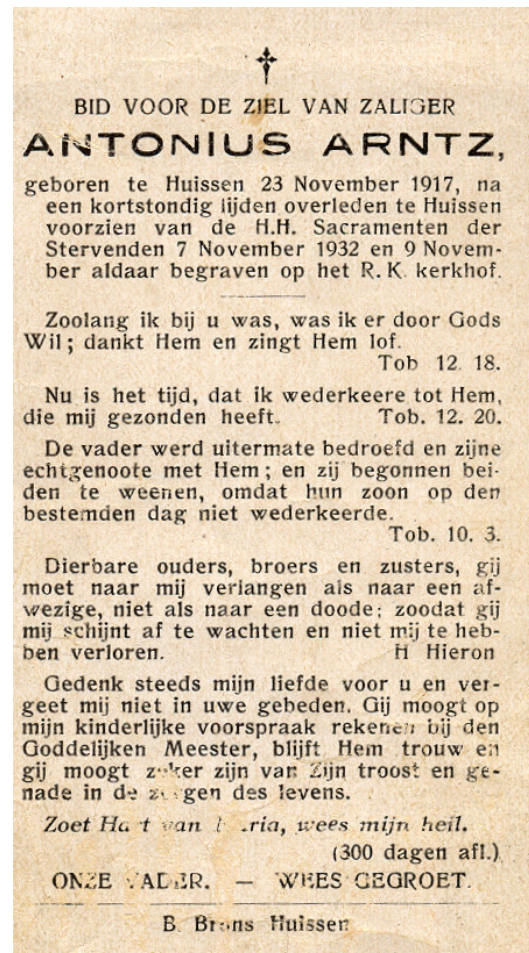 BID VOOR DE ZIEL VAN ZALIGER
ANTONIUS ARNTZ,
geboren te Huissen 23 November 1917, na
een kortstondig lijden overleden te Huissen
voorzien van de H.H. Sacramenten der
Stervenden 7 November 1932 en 9 Novem-
ber aldaar begraven op het R.K. kerkhof.
Zoolang ik bij u was, was ik er door Gods
Wil; dankt Hem en zingt Hem lof.
Tob 12. 18.
Nu is het tijd, dat ik wederkeere tot Hem,
die mij gezonden heeft. Tob. 12. 20.
De vader werd uitermate bedroefd en zijne
echtgenoote met Hem; en zij begonnen bei-
den te weenen, omdat hun zoon op den
bestemden dag niet wederkeerde.
Tob. 10. 3.
Dierbare ouders, broers en zusters, gij
moet naar mij verlangen als naar een af-
wezige, niet als naar een doode; zoodat gij
mij schijnt af te wachten en niet mij te heb-
ben verloren. H Hieron
Gedenk steeds mijn liefde voor u en ver-
geet mij niet in uwe gebeden. Gij moogt op
mijn kinderlijke voorspraak rekenen bij den
Goddelijken Meester, blijft Hem trouw en
gij moogt zeker zijn van Zijn troost en ge-
nade in de zorgen des levens.
Zoet Hart van Maria, wees mijn heil.
(300 dagen afl.)
ONZE VADER. — WEES GEGROET.
B. Brons Huissen